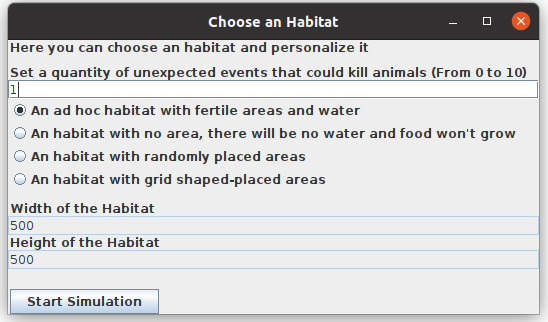 Choose an Habitat
Here you can choose an habitat and personalize it
Set a quantity of unexpected events that could kill animals (From 0 to 10)
1
An ad hoc habitat with fertile areas and water
An habitat with no area, there will be no water and food won't grow
An habitat with randomly placed areas
An habitat with grid shaped-placed areas
Width of the Habitat
500
Height of the Habitat
500
Start Simulation